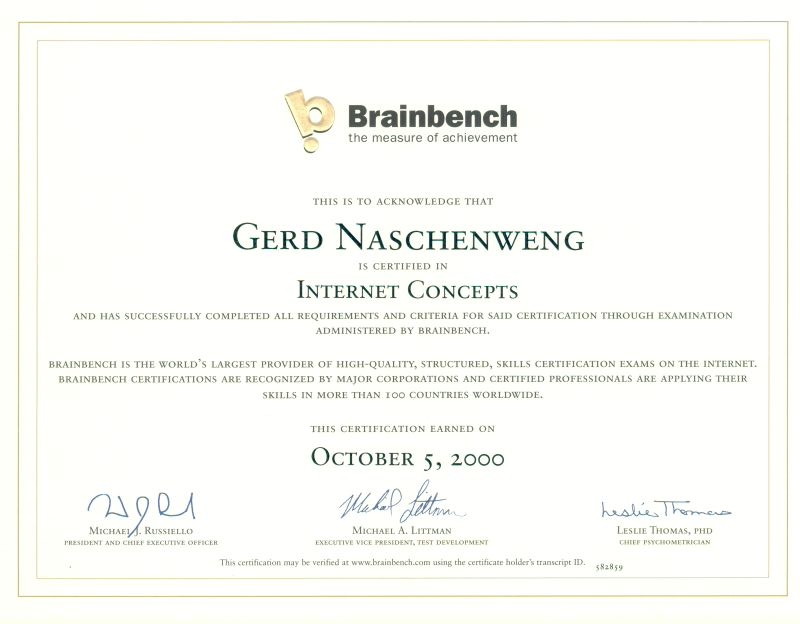 Brainbench
the measure of achievement
THIS IS TO ACKNOWLEDGE THAT
GERD NASCHENWENG
IS CERTIFIED IN
INTERNET CONCEPTS
AND HAS SUCCESSFULLY COMPLETED ALL REQUIREMENTS AND CRITERIA FOR SAID CERTIFICATION THROUGH EXAMINATION
ADMINISTERED BY BRAINBENCH.
BRAINBENCH IS THE WORLD'S LARGEST PROVIDER OF HIGH-QUALITY, STRUCTURED, SKILLS CERTIFICATION EXAMS ON THE INTERNET.
BRAINBENCH CERTIFICATIONS ARE RECOGNIZED BY MAJOR CORPORATIONS AND CERTIFIED PROFESSIONALS ARE APPLYING THEIR
SKILLS IN MORE THAN 100 COUNTRIES WORLDWIDE.
THIS CERTIFICATION EARNED ON
OCTOBER 5, 2000
Michael Littman
Leslie Thomas
MICHAEL J. RUSSIELLO
MICHAEL A. LITTMAN
LESLIE THOMAS, PHD
PRESIDENT AND CHIEF EXECUTIVE OFFICER
EXECUTIVE VICE PRESIDENT, TEST DEVELOPMENT
CHIEF PSYCHOMETRICIAN
This certification may be verified at www.brainbench.com using the certificate holder's transcript ID. 582859